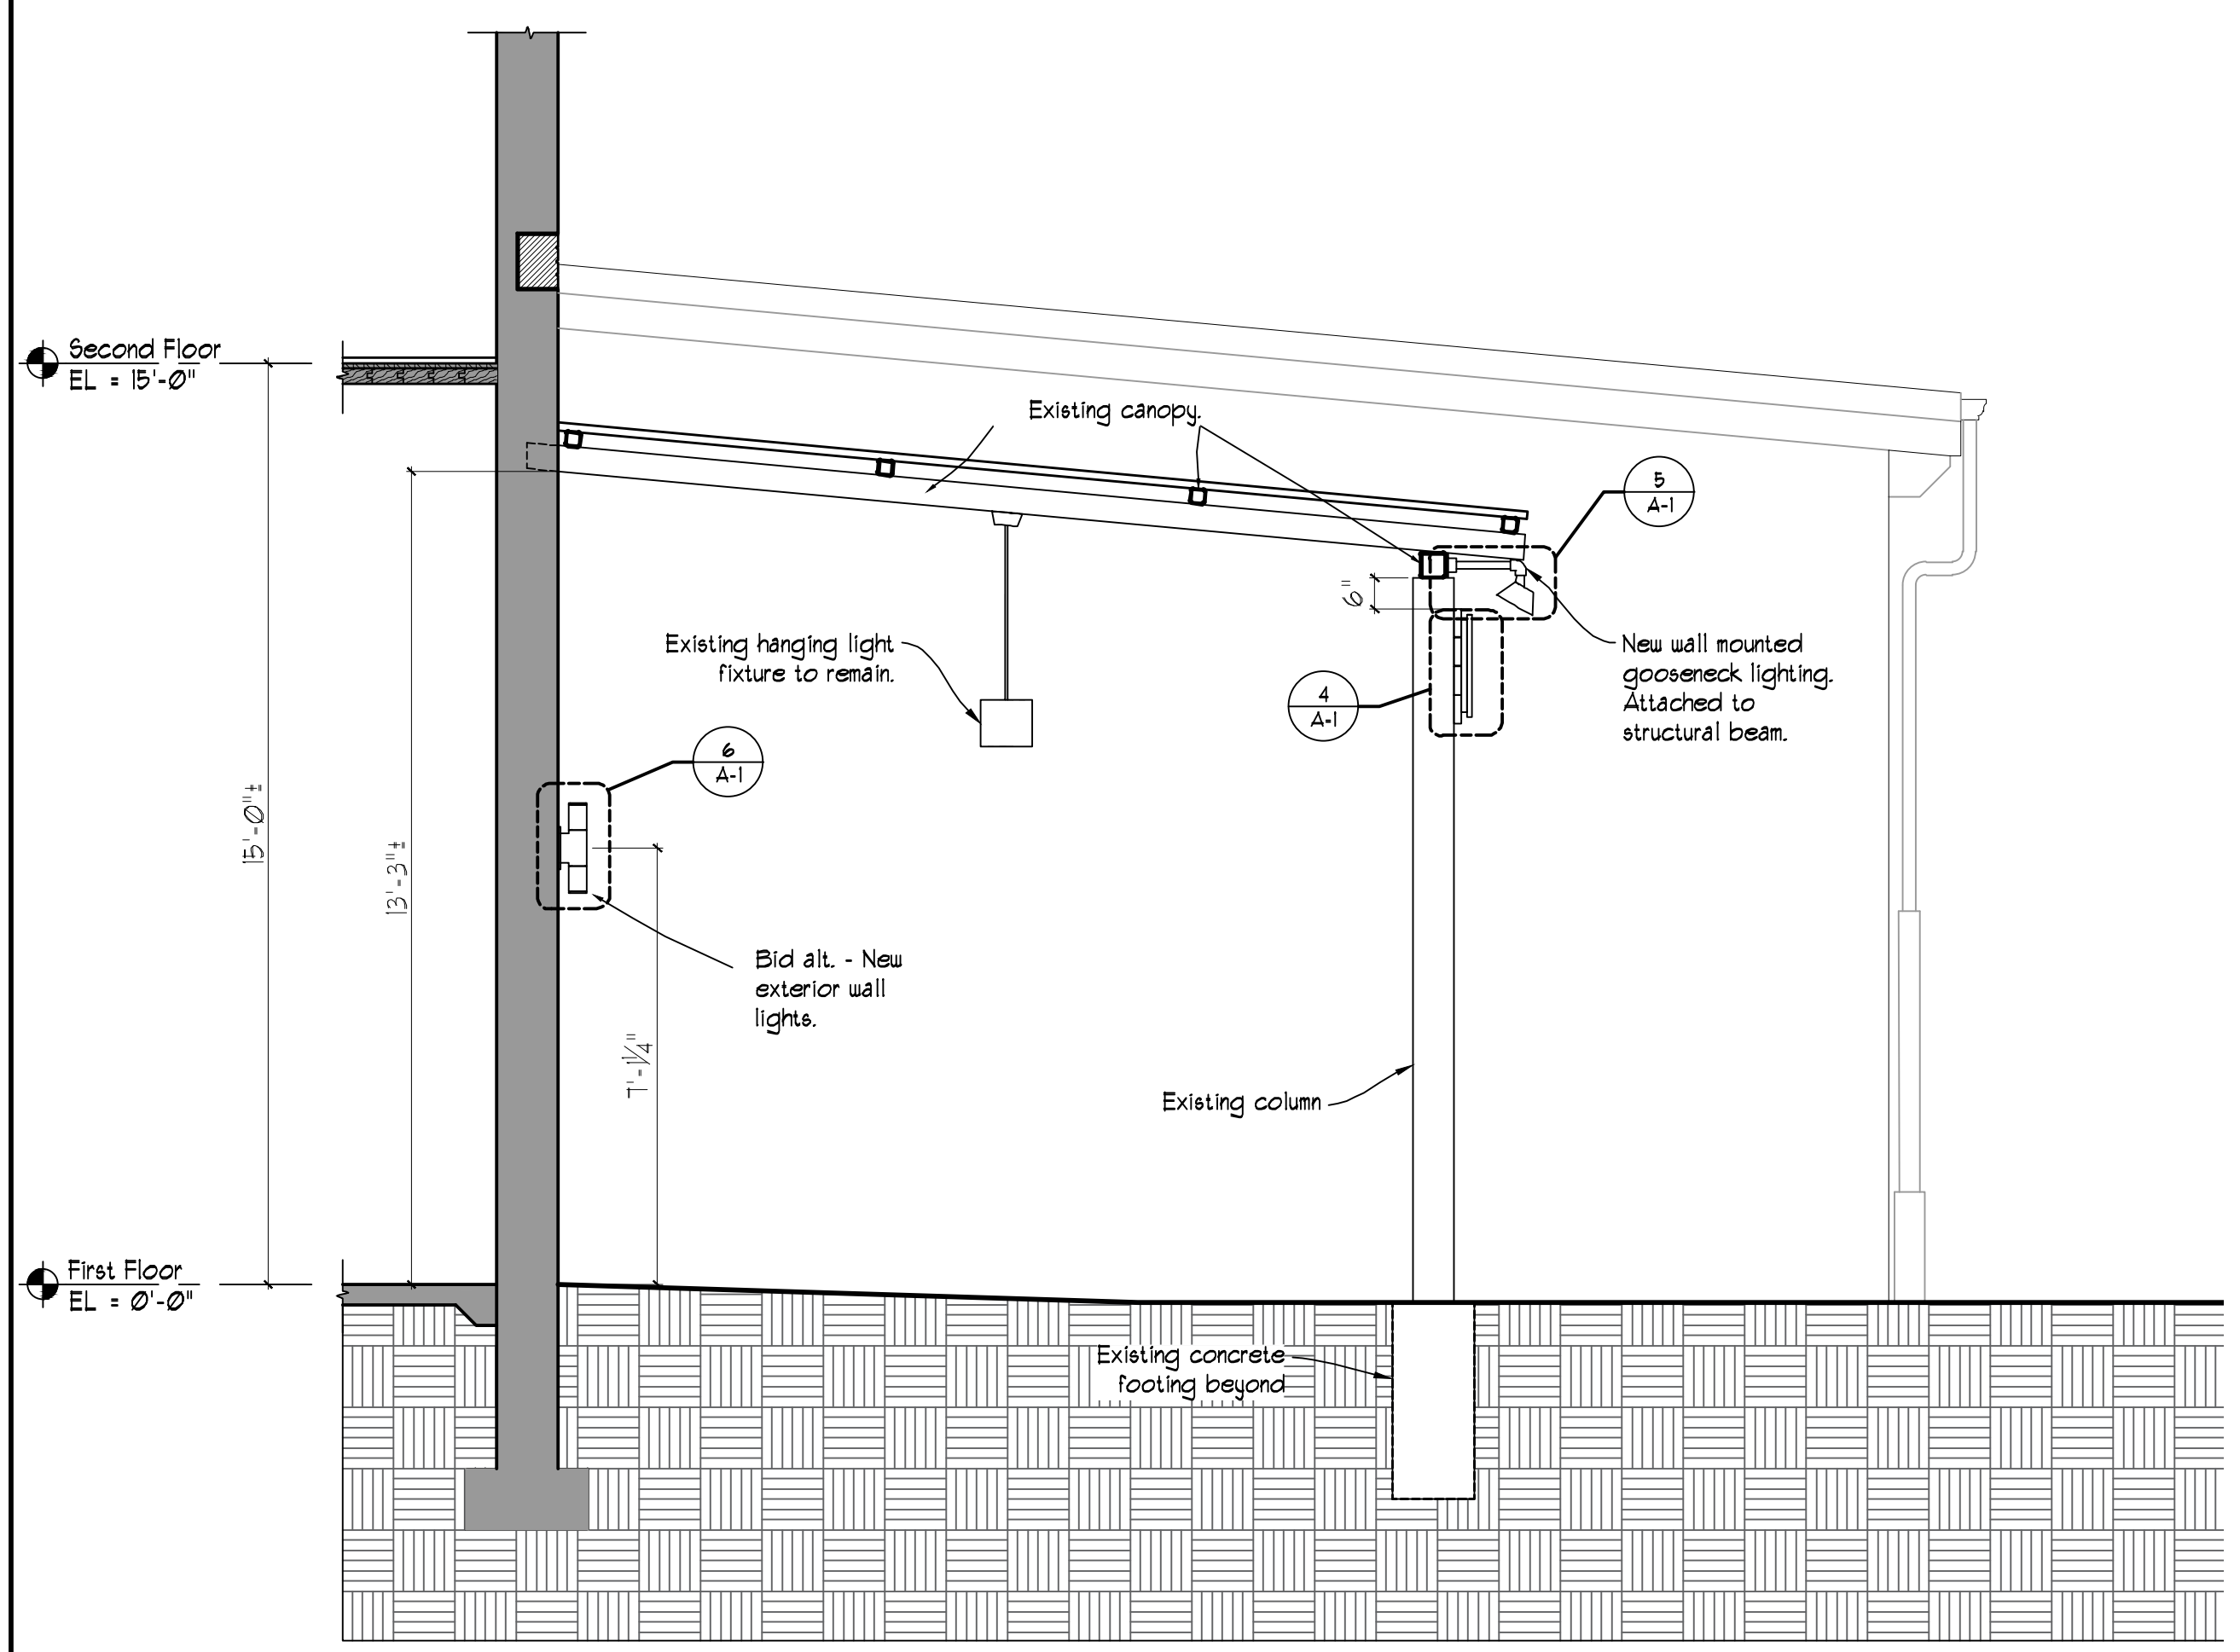 Second Floor
EL = 15'-0"
Existing canopy.
5
A-1
6"
Existing hanging light
fixture to remain.
New wall mounted
gooseneck lighting.
Attached to
structural beam.
4
A-1
6
A-1
15'-0"±
13'-3"±
Bid alt. - New
exterior wall
lights.
7'-1 1/4"
Existing column
First Floor
EL = 0'-0"
Existing concrete
footing beyond